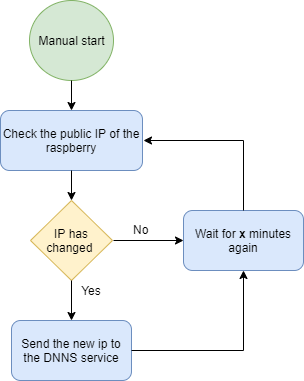 Manual start
Check the public IP of the
raspberry
IP has
changed
No
Wait for x minutes
again
Yes
Send the new ip to
the DNNS service